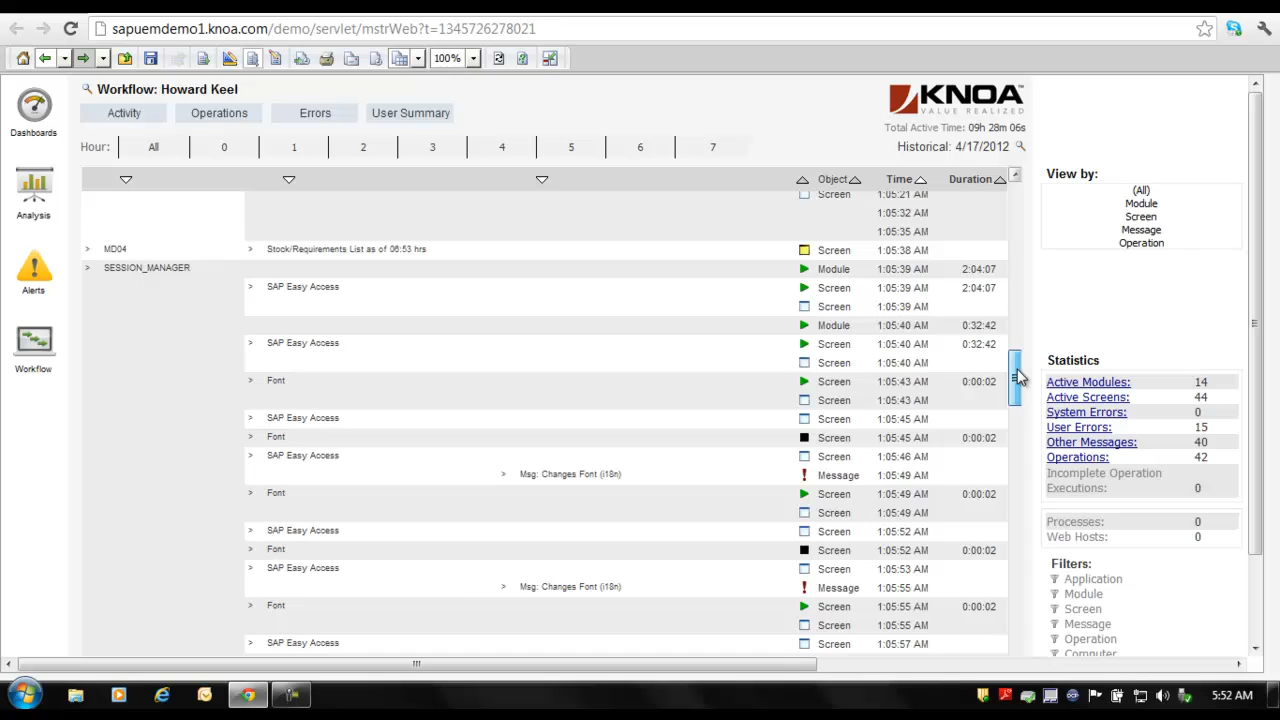 sapuemdemo1.knoa.com/demo/servlet/mstrWeb?t=1345726278021
100%
Workflow: Howard Keel
Activity Operations Errors User Summary
KNOA
VALUE REALIZED
Total Active Time: 09h 28m 06s
Hour: All 0 1 2 3 4 5 6 7
Historical: 4/17/2012
Dashboards
Analysis
Alerts
Workflow
Object Time Duration
Screen 1:05:21 AM
1:05:32 AM
1:05:35 AM
> MD04 > Stock/Requirements List as of 06:53 hrs Screen 1:05:38 AM
> SESSION_MANAGER Module 1:05:39 AM 2:04:07
> SAP Easy Access Screen 1:05:39 AM 2:04:07
Screen 1:05:39 AM
Module 1:05:40 AM 0:32:42
> SAP Easy Access Screen 1:05:40 AM 0:32:42
Screen 1:05:40 AM
> Font Screen 1:05:43 AM 0:00:02
Screen 1:05:43 AM
> SAP Easy Access Screen 1:05:45 AM
> Font Screen 1:05:45 AM 0:00:02
> SAP Easy Access Screen 1:05:46 AM
> Msg: Changes Font (i18n) Message 1:05:49 AM
> Font Screen 1:05:49 AM 0:00:02
Screen 1:05:49 AM
> SAP Easy Access Screen 1:05:52 AM
> Font Screen 1:05:52 AM 0:00:02
> SAP Easy Access Screen 1:05:53 AM
> Msg: Changes Font (i18n) Message 1:05:55 AM
> Font Screen 1:05:55 AM 0:00:02
Screen 1:05:55 AM
> SAP Easy Access Screen 1:05:57 AM
View by:
(All)
Module
Screen
Message
Operation
Statistics
Active Modules: 14
Active Screens: 44
System Errors: 0
User Errors: 15
Other Messages: 40
Operations: 42
Incomplete Operation
Executions: 0
Processes: 0
Web Hosts: 0
Filters:
Application
Module
Screen
Message
Operation
Computer
5:52 AM